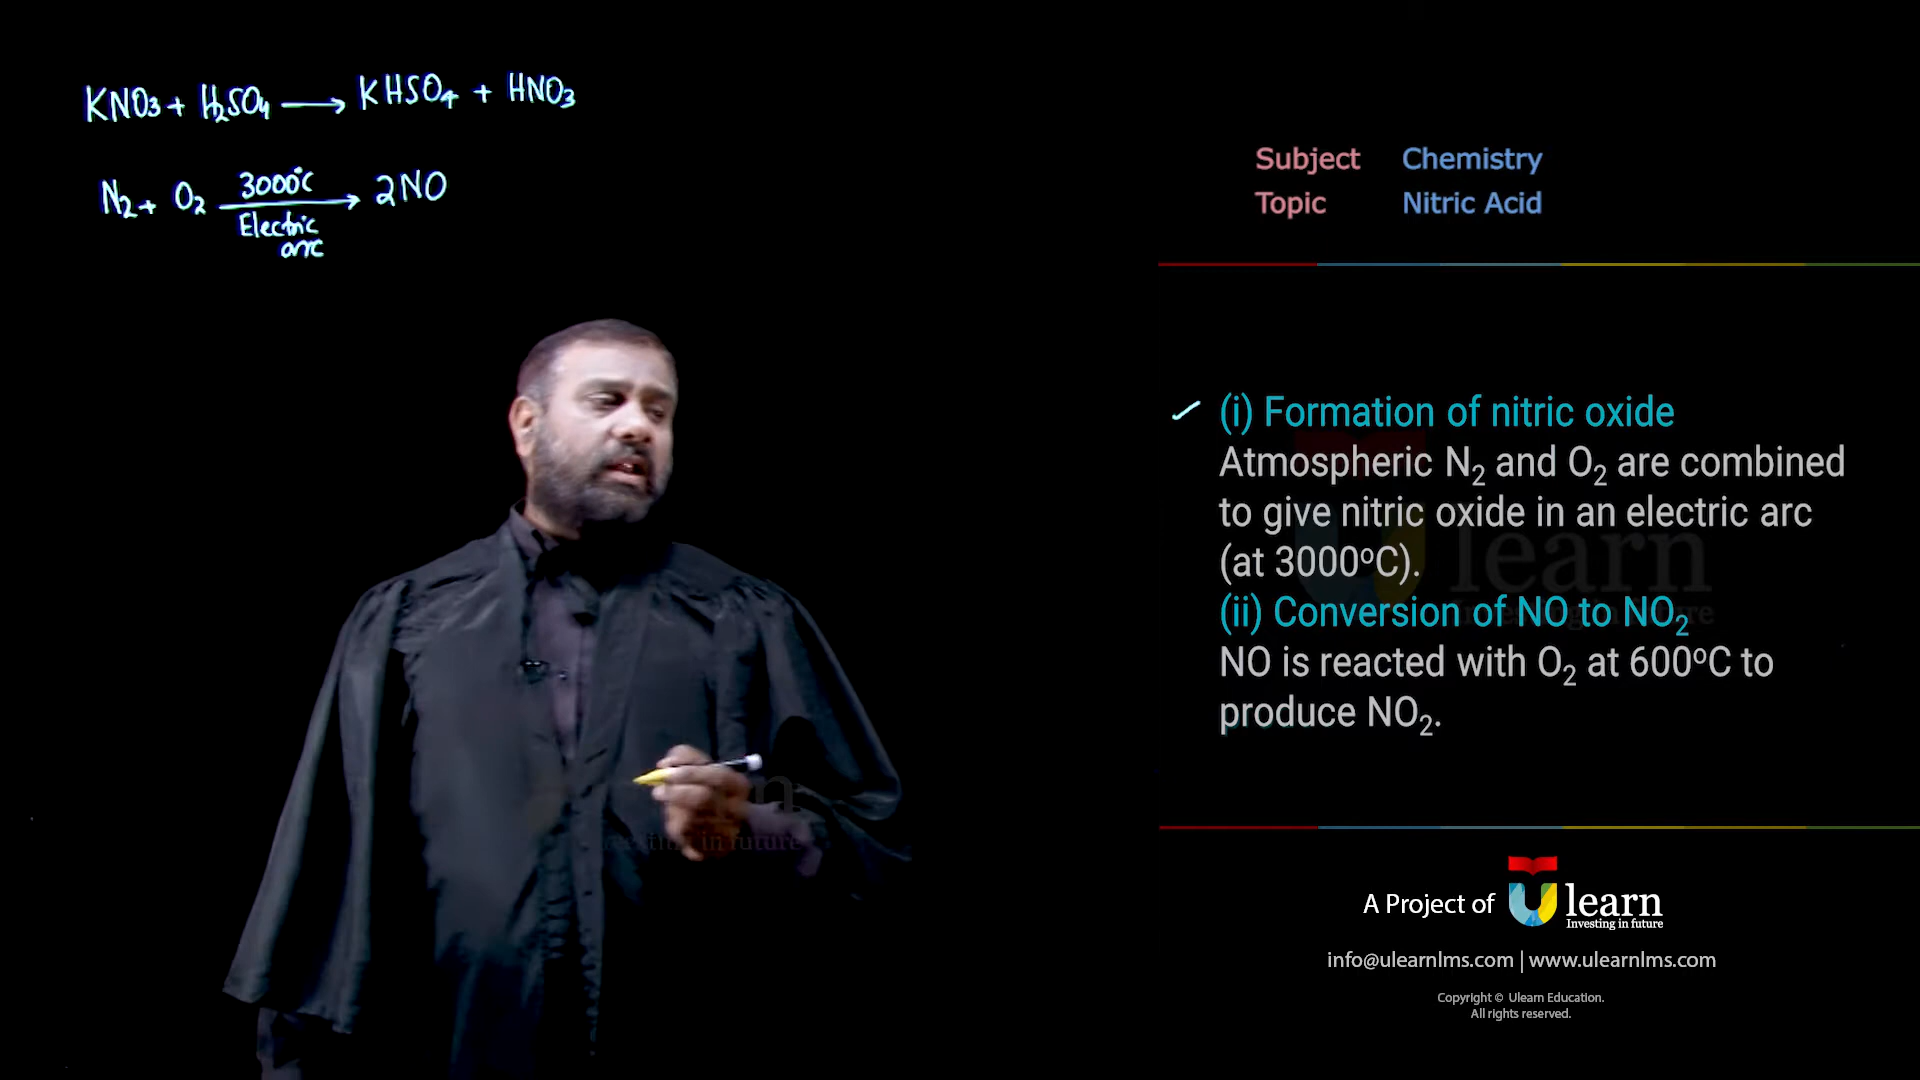 KNO3 + H2SO4 ⟶ KHSO4 + HNO3
N2 + O2 3000°C 2NO
Electric
arc
Subject Chemistry
Topic Nitric Acid
(i) Formation of nitric oxide
Atmospheric N2 and O2 are combined
to give nitric oxide in an electric arc
(at 3000ºC).
(ii) Conversion of NO to NO2
NO is reacted with O2 at 600ºC to
produce NO2.
A Project of Ulearn
Investing in future
info@ulearnlms.com | www.ulearnlms.com
Copyright © Ulearn Education.
All rights reserved.